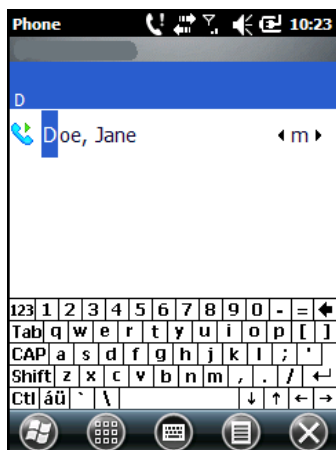 Phone 10:23
D
Doe, Jane m
123 1 2 3 4 5 6 7 8 9 0 - =
Tab q w e r t y u i o p [ ]
CAP a s d f g h j k l ; '
Shift z x c v b n m , . /
Ctl áü ` \